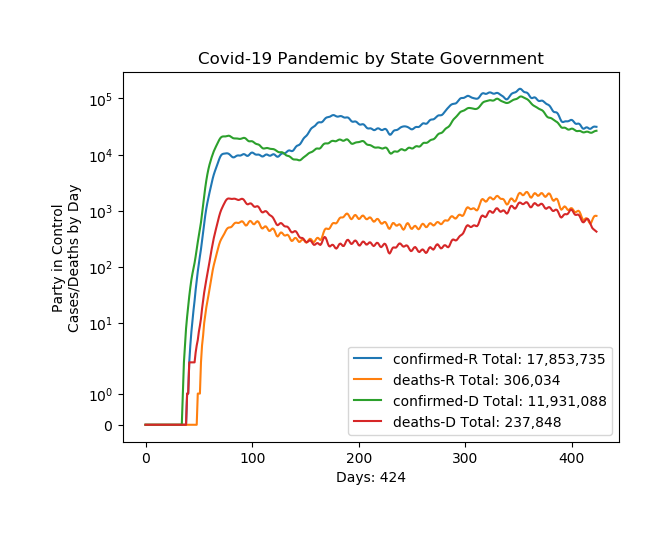 Covid-19 Pandemic by State Government
Party in Control
Cases/Deaths by Day
10^5
10^4
10^3
10^2
10^1
10^0
0
0 100 200 300 400
Days: 424
confirmed-R Total: 17,853,735
deaths-R Total: 306,034
confirmed-D Total: 11,931,088
deaths-D Total: 237,848